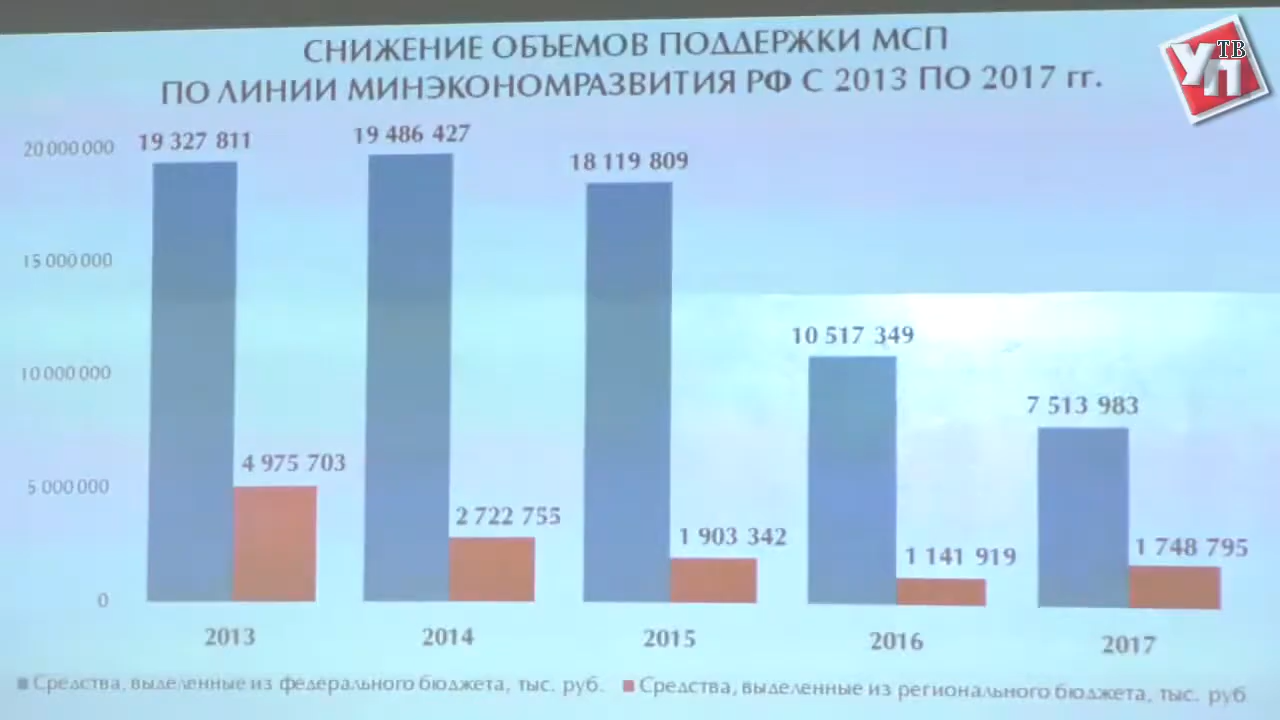 СНИЖЕНИЕ ОБЪЕМОВ ПОДДЕРЖКИ МСП
ПО ЛИНИИ МИНЭКОНОМРАЗВИТИЯ РФ С 2013 ПО 2017 гг.
УП ТВ
20 000 000
15 000 000
10 000 000
5 000 000
0
19 327 811
4 975 703
19 486 427
2 722 755
18 119 809
1 903 342
10 517 349
1 141 919
7 513 983
1 748 795
2013 2014 2015 2016 2017
Средства, выделенные из федерального бюджета, тыс. руб. Средства, выделенные из регионального бюджета, тыс. руб